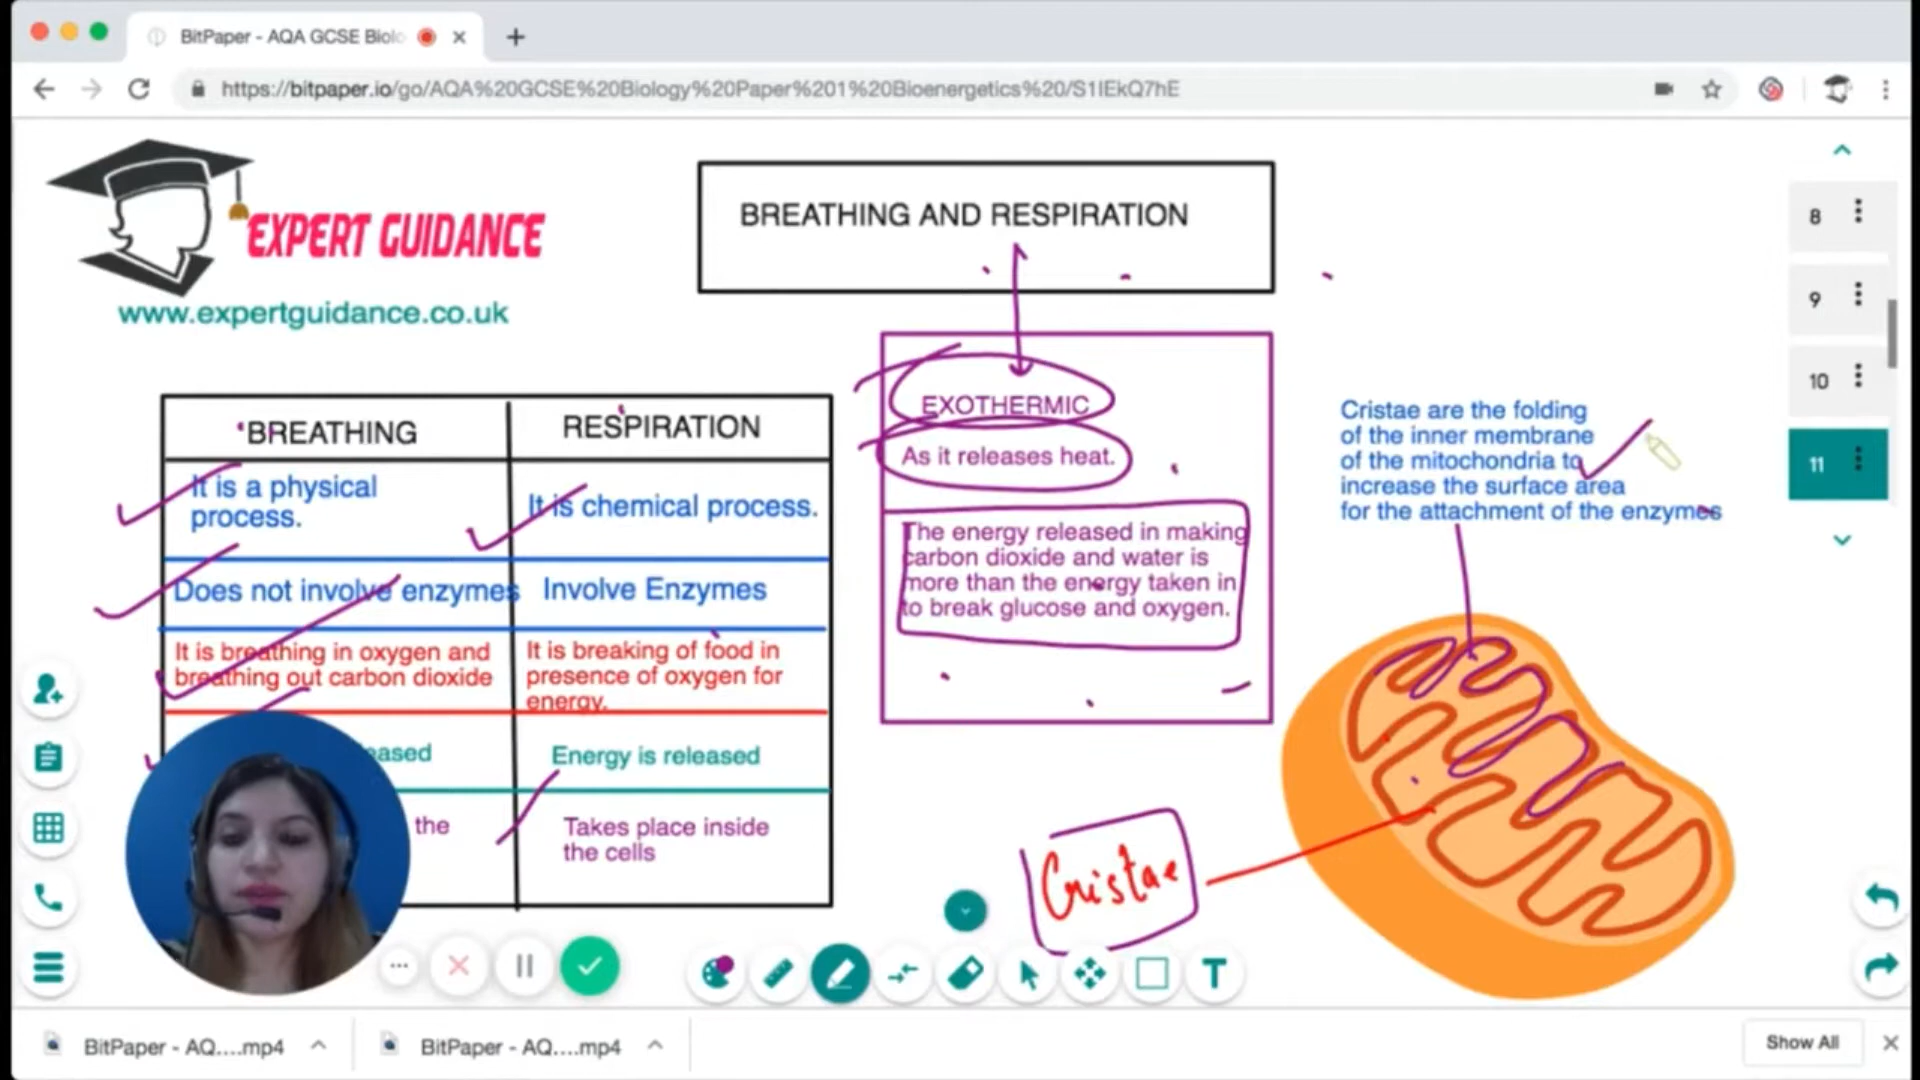 BitPaper - AQA GCSE Biolo
https://bitpaper.io/go/AQA%20GCSE%20Biology%20Paper%201%20Bioenergetics%20/S1IEkQ7hE
EXPERT GUIDANCE
www.expertguidance.co.uk
BREATHING AND RESPIRATION
8
9
10
11
EXOTHERMIC
As it releases heat.
The energy released in making
carbon dioxide and water is
more than the energy taken in
to break glucose and oxygen.
Cristae are the folding
of the inner membrane
of the mitochondria to
increase the surface area
for the attachment of the enzymes
BREATHING
RESPIRATION
It is a physical
process.
It is chemical process.
Does not involve enzymes
Involve Enzymes
It is breathing in oxygen and
breathing out carbon dioxide
It is breaking of food in
presence of oxygen for
energy.
eased
Energy is released
the
Takes place inside
the cells
Cristae
T
BitPaper - AQ....mp4
BitPaper - AQ....mp4
Show All